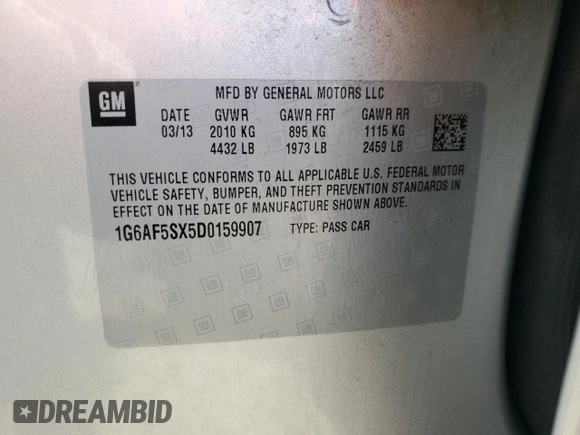 GM
MFD BY GENERAL MOTORS LLC
DATE GVWR GAWR FRT GAWR RR
03/13 2010 KG 895 KG 1115 KG
4432 LB 1973 LB 2459 LB
THIS VEHICLE CONFORMS TO ALL APPLICABLE U.S. FEDERAL MOTOR
VEHICLE SAFETY, BUMPER, AND THEFT PREVENTION STANDARDS IN
EFFECT ON THE DATE OF MANUFACTURE SHOWN ABOVE.
1G6AF5SX5D0159907 TYPE: PASS CAR
DREAMBID